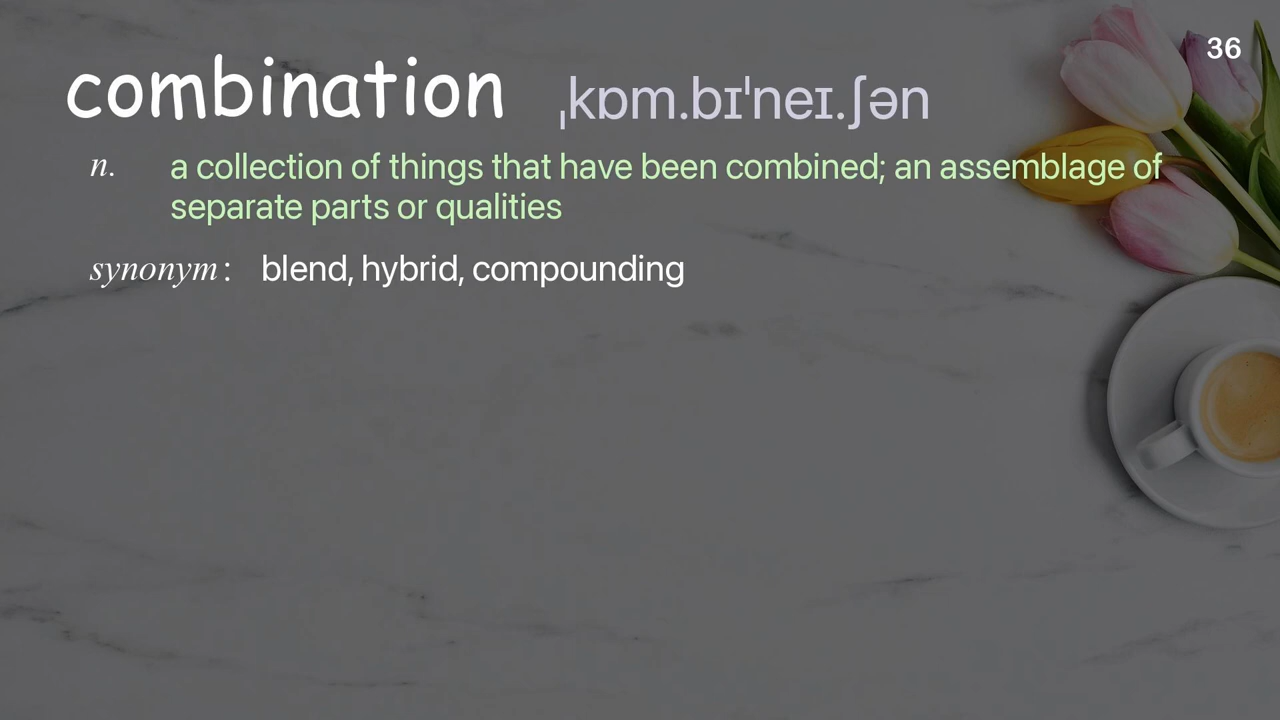 36
combination ˌkɒm.bɪˈneɪ.ʃən
n. a collection of things that have been combined; an assemblage of
separate parts or qualities
synonym: blend, hybrid, compounding